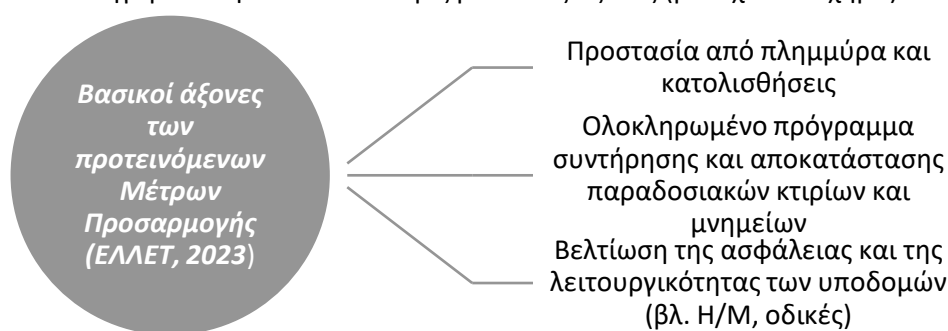 Βασικοί άξονες
των
προτεινόμενων
Μέτρων
Προσαρμογής
(ΕΛΛΕΤ, 2023)
Προστασία από πλημμύρα και
κατολισθήσεις
Ολοκληρωμένο πρόγραμμα
συντήρησης και αποκατάστασης
παραδοσιακών κτιρίων και
μνημείων
Βελτίωση της ασφάλειας και της
λειτουργικότητας των υποδομών
(βλ. Η/Μ, οδικές)